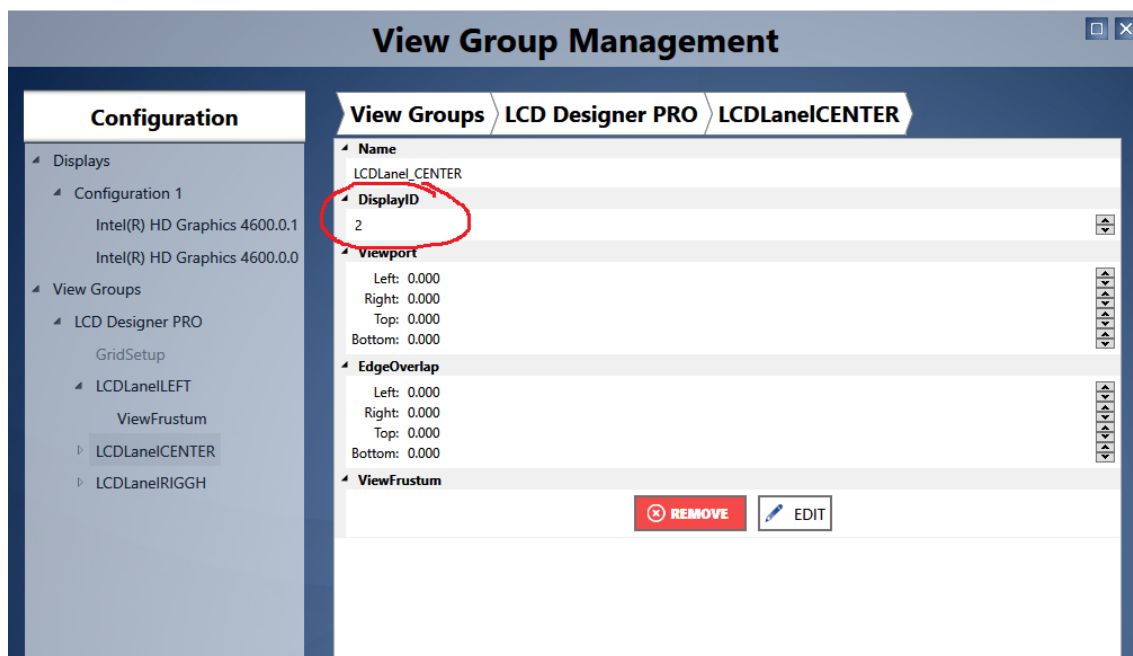 View Group Management
Configuration
Displays
Configuration 1
Intel(R) HD Graphics 4600.0.1
Intel(R) HD Graphics 4600.0.0
View Groups
LCD Designer PRO
GridSetup
LCDLanelLEFT
ViewFrustum
LCDLanelCENTER
LCDLanelRIGGH
View Groups LCD Designer PRO LCDLanelCENTER
Name
LCDLanel_CENTER
DisplayID
2
Viewport
Left: 0.000
Right: 0.000
Top: 0.000
Bottom: 0.000
EdgeOverlap
Left: 0.000
Right: 0.000
Top: 0.000
Bottom: 0.000
ViewFrustum
REMOVE EDIT